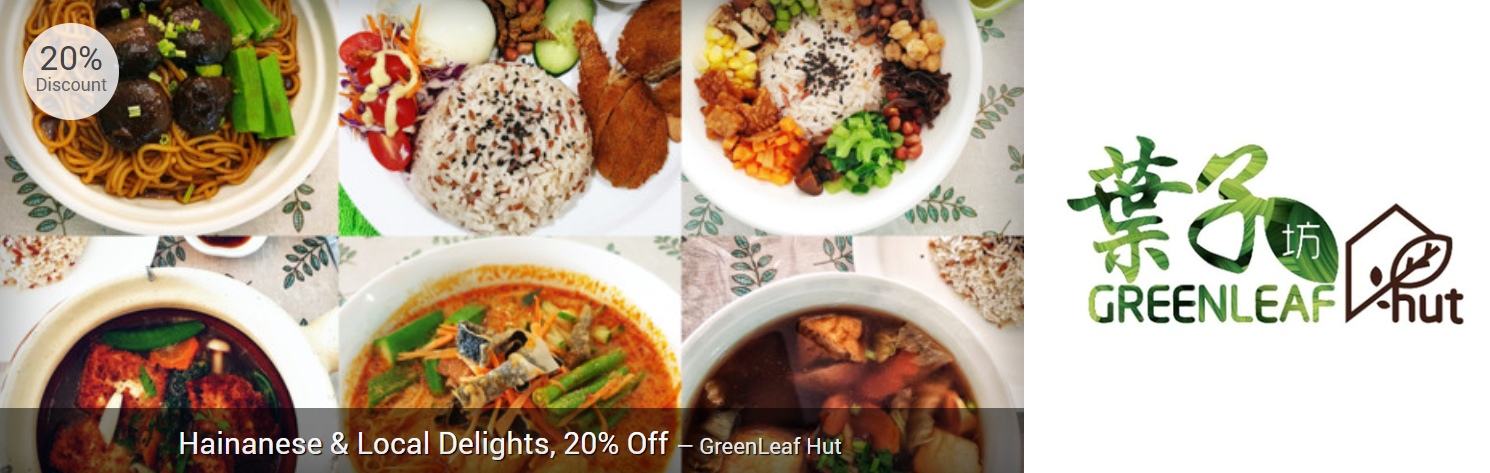 20%
Discount
Hainanese & Local Delights, 20% Off — GreenLeaf Hut
葉子坊
GREENLEAF hut